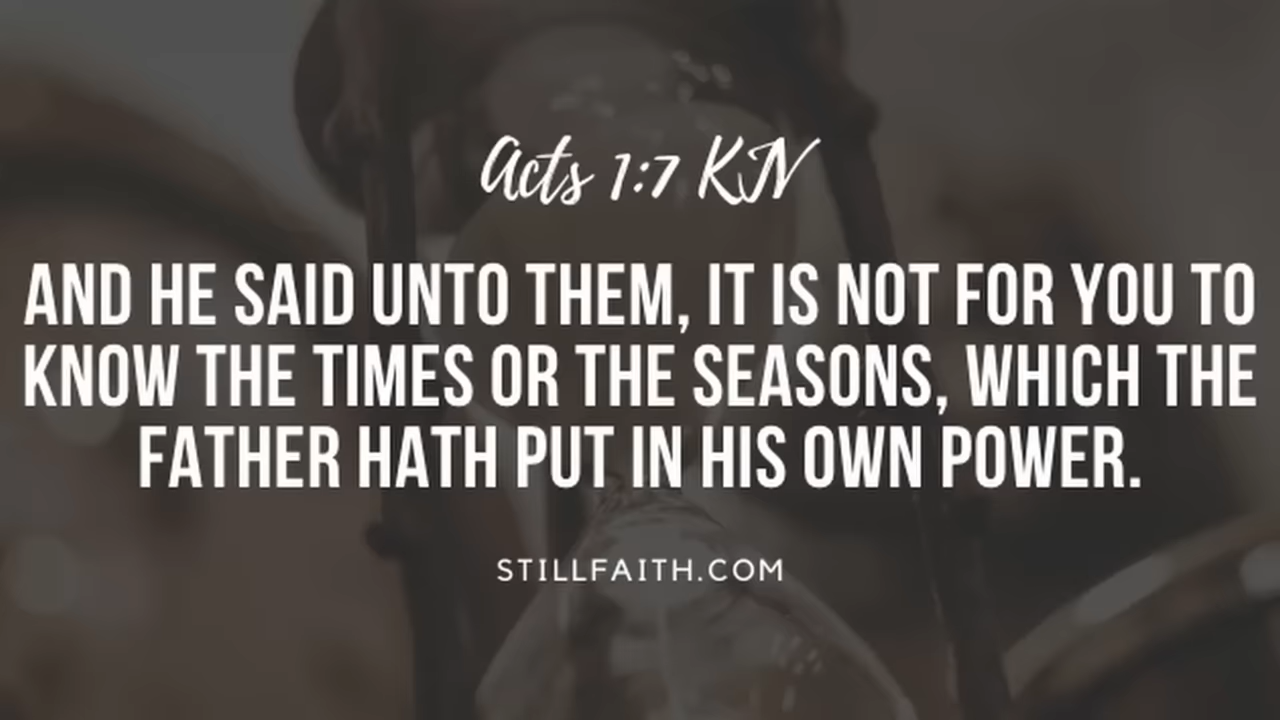 Acts 1:7 KJV
AND HE SAID UNTO THEM, IT IS NOT FOR YOU TO
KNOW THE TIMES OR THE SEASONS, WHICH THE
FATHER HATH PUT IN HIS OWN POWER.
STILLFAITH.COM